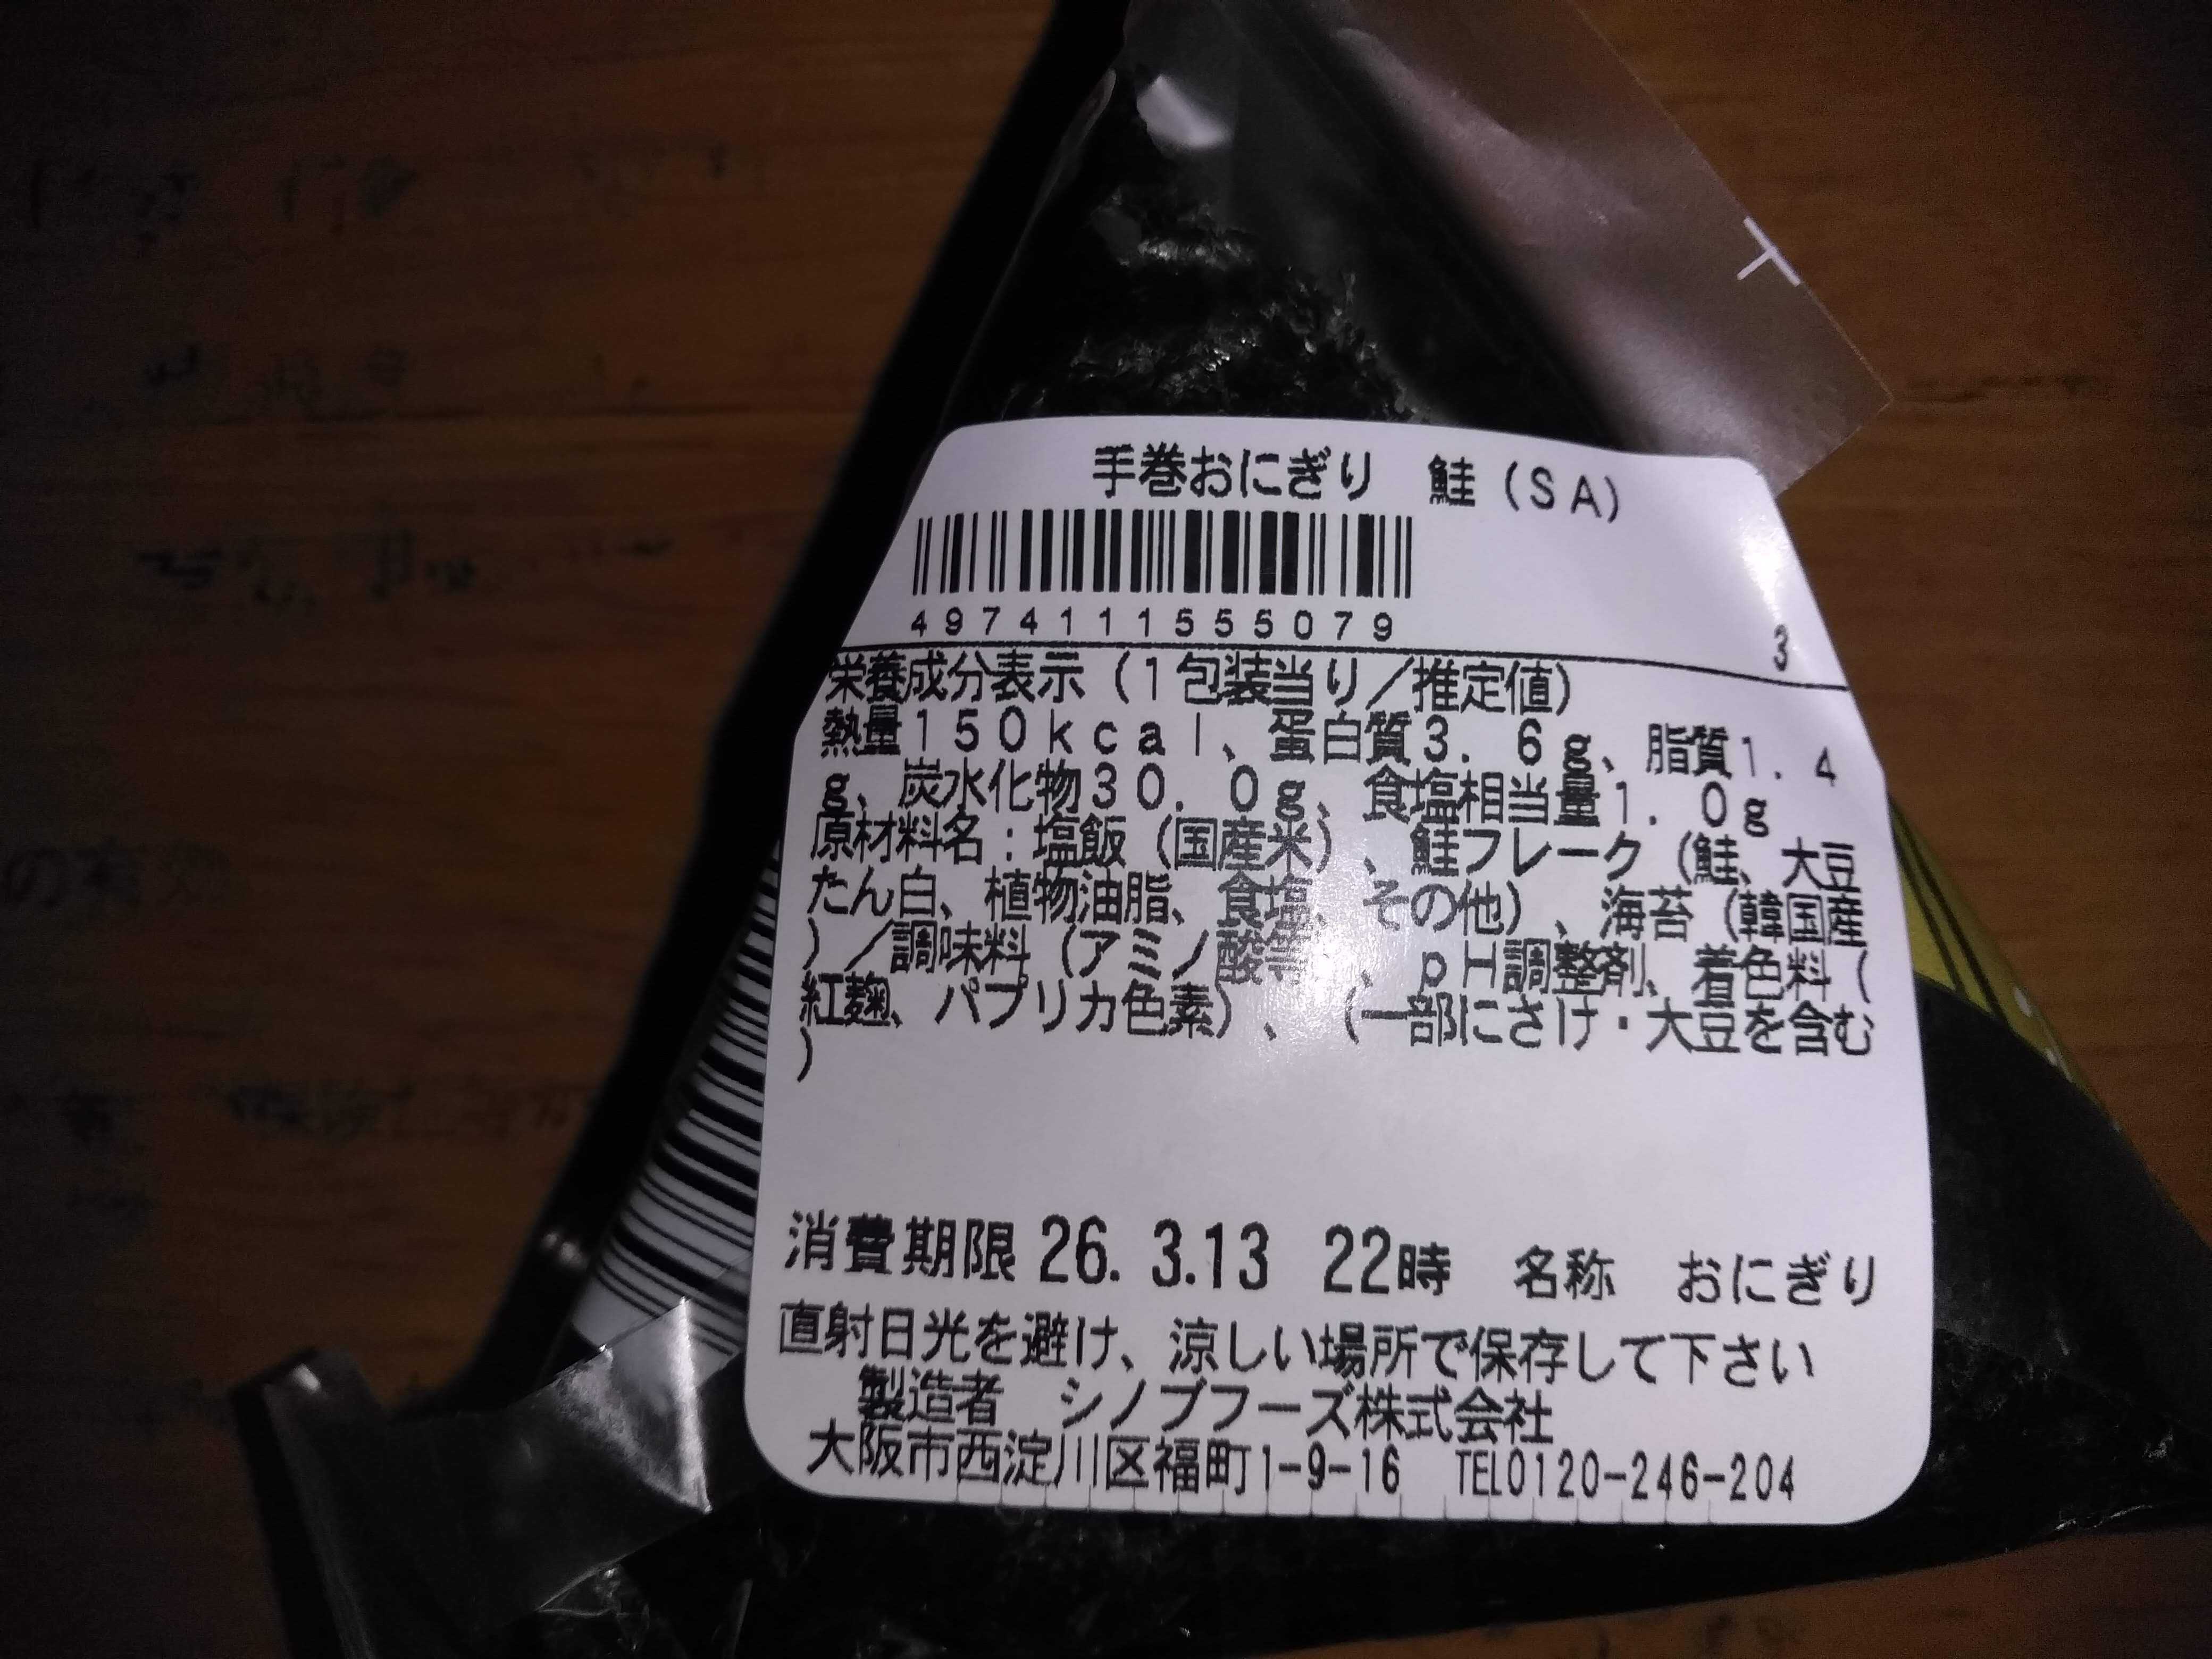 手巻おにぎり 鮭(SA)
4974111555079
3
栄養成分表示(1包装当り/推定値)
熱量150kcal、蛋白質3.6g、脂質1.4
g、炭水化物30.0g、食塩相当量1.0g
原材料名:塩飯(国産米)、鮭フレーク(鮭、大豆
たん白、植物油脂、食塩、その他)、海苔(韓国産
)/調味料(アミノ酸等)、pH調整剤、着色料(
紅麹、パプリカ色素)、(一部にさけ・大豆を含む
)
消費期限 26. 3.13 22時 名称 おにぎり
直射日光を避け、涼しい場所で保存して下さい
製造者 シノブフーズ株式会社
大阪市西淀川区福町1-9-16 TEL0120-246-204